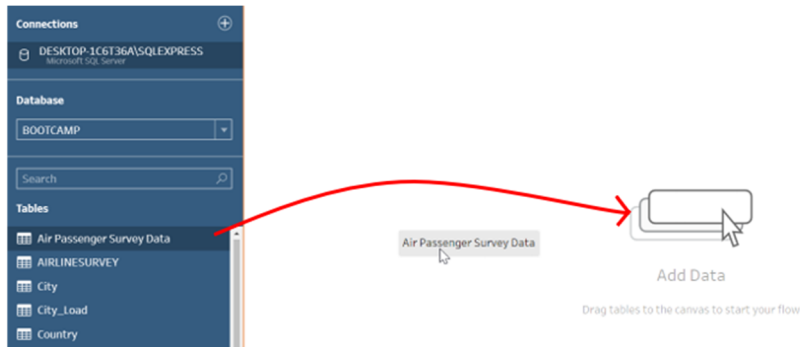 Connections
DESKTOP-1C6T36A\SQLEXPRESS
Microsoft SQL Server
Database
BOOTCAMP
Search
Tables
Air Passenger Survey Data
AIRLINESURVEY
City
City_Load
Country
Air Passenger Survey Data
Add Data
Drag tables to the canvas to start your flow